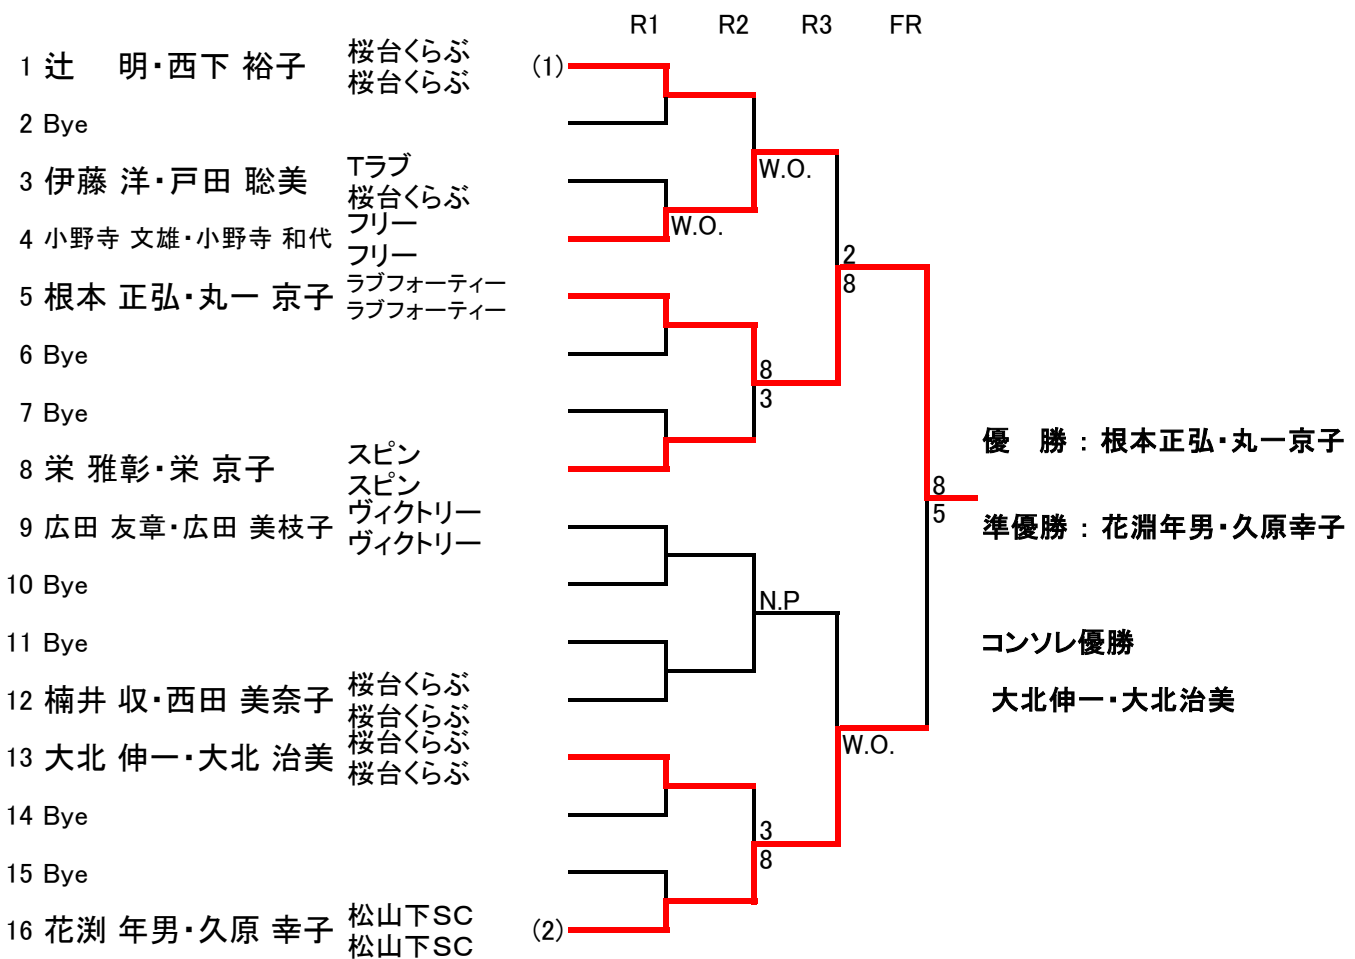 R1 R2 R3 FR
1 辻 明・西下 裕子 桜台くらぶ (1)
桜台くらぶ
2 Bye
3 伊藤 洋・戸田 聡美 Tラブ W.O.
桜台くらぶ
4 小野寺 文雄・小野寺 和代 フリー W.O.
フリー
2
8
5 根本 正弘・丸一 京子 ラブフォーティー
ラブフォーティー
6 Bye
8
3
7 Bye
優 勝 : 根本正弘・丸一京子
8 栄 雅彰・栄 京子 スピン
スピン
8
5
9 広田 友章・広田 美枝子 ヴィクトリー
ヴィクトリー
準優勝 : 花淵年男・久原幸子
10 Bye
N.P
11 Bye
コンソレ優勝
12 楠井 収・西田 美奈子 桜台くらぶ
桜台くらぶ
大北伸一・大北治美
13 大北 伸一・大北 治美 桜台くらぶ
桜台くらぶ
W.O.
14 Bye
3
8
15 Bye
16 花渕 年男・久原 幸子 松山下SC (2)
松山下SC